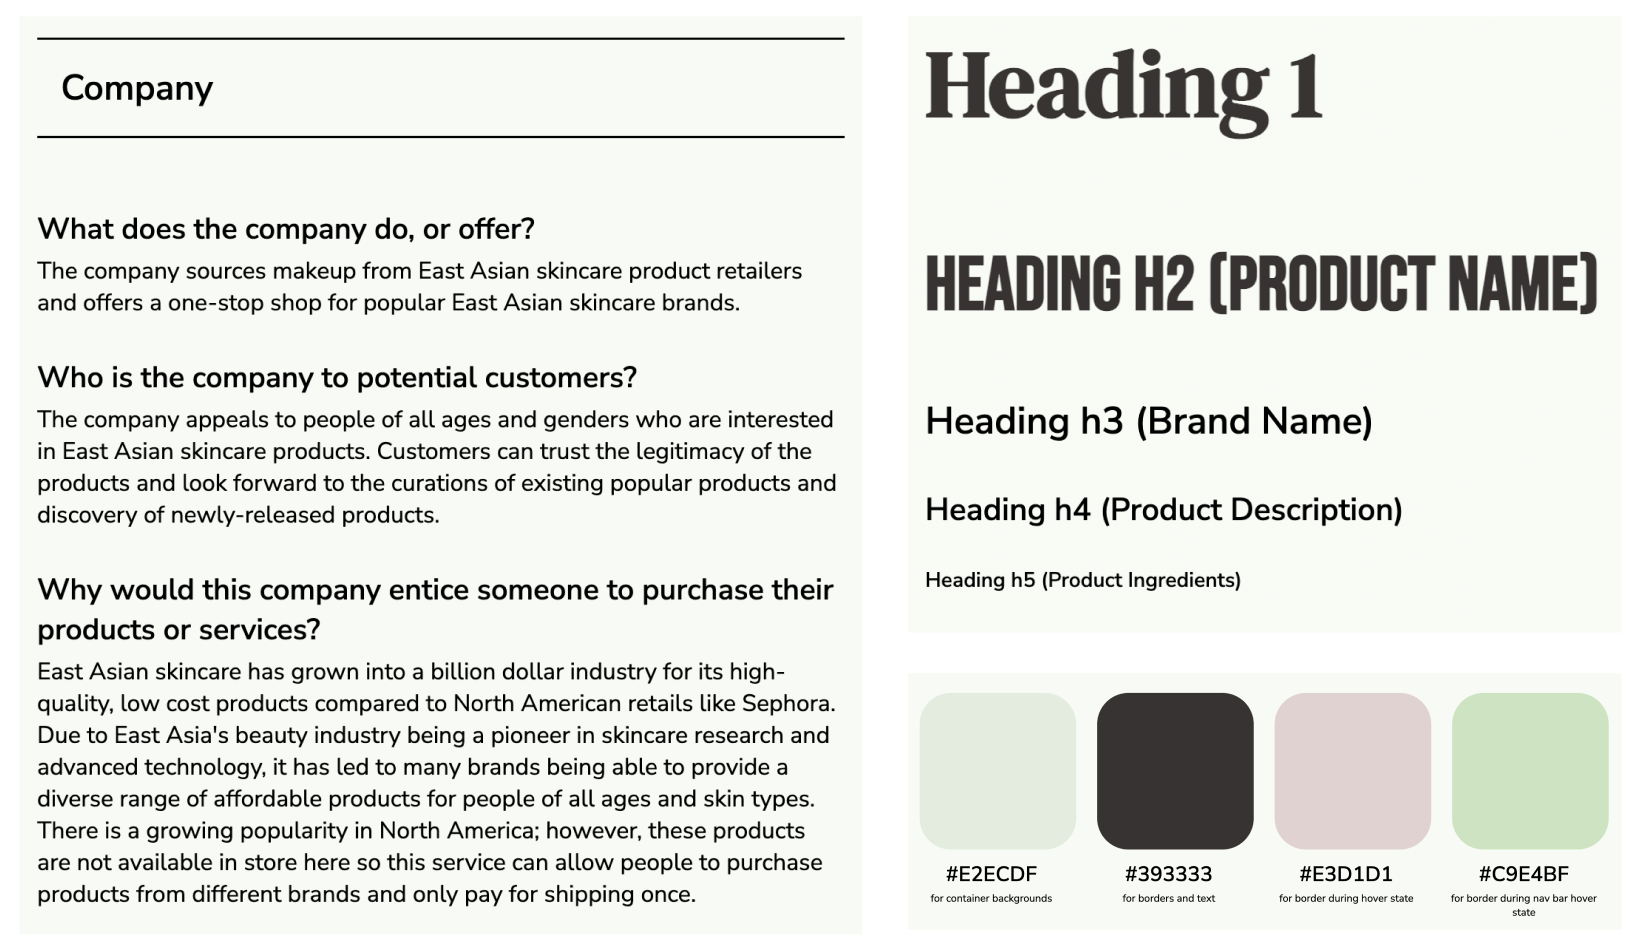 Company
What does the company do, or offer?
The company sources makeup from East Asian skincare product retailers
and offers a one-stop shop for popular East Asian skincare brands.
Who is the company to potential customers?
The company appeals to people of all ages and genders who are interested
in East Asian skincare products. Customers can trust the legitimacy of the
products and look forward to the curations of existing popular products and
discovery of newly-released products.
Why would this company entice someone to purchase their
products or services?
East Asian skincare has grown into a billion dollar industry for its high-
quality, low cost products compared to North American retails like Sephora.
Due to East Asia's beauty industry being a pioneer in skincare research and
advanced technology, it has led to many brands being able to provide a
diverse range of affordable products for people of all ages and skin types.
There is a growing popularity in North America; however, these products
are not available in store here so this service can allow people to purchase
products from different brands and only pay for shipping once.
Heading 1
HEADING H2 (PRODUCT NAME)
Heading h3 (Brand Name)
Heading h4 (Product Description)
Heading h5 (Product Ingredients)
#E2ECDF
for container backgrounds
#393333
for borders and text
#E3D1D1
for border during hover state
#C9E4BF
for border during nav bar hover
state